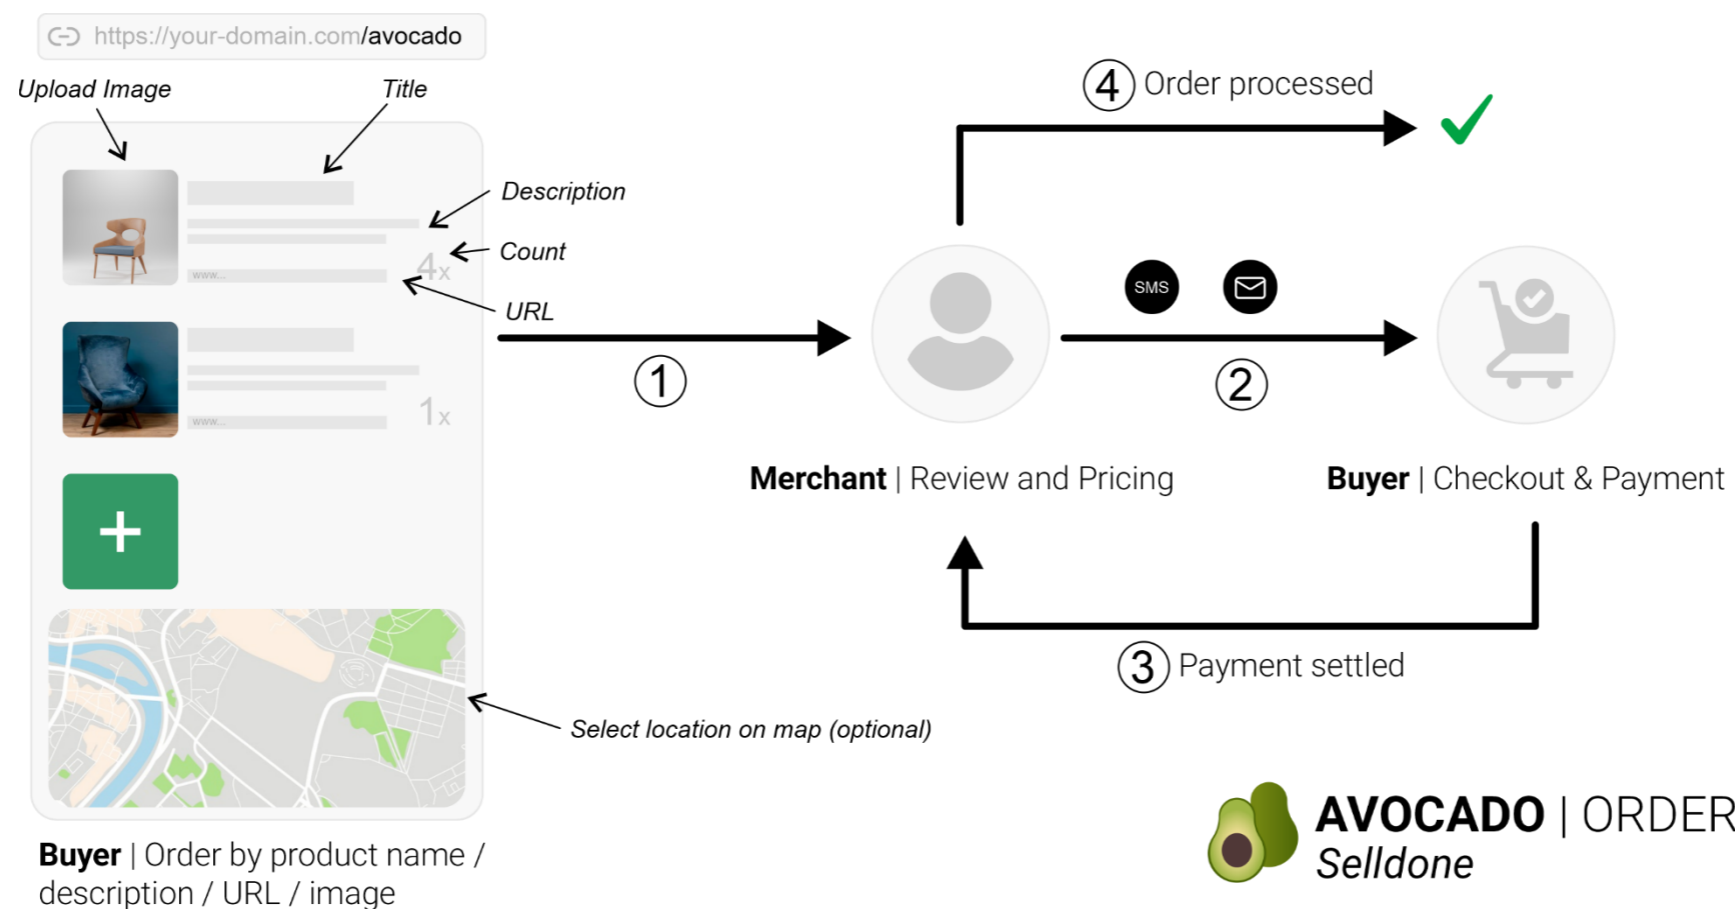 https://your-domain.com/avocado
Upload Image
Title
Description
Count
4x
www...
URL
1x
www...
Select location on map (optional)
Buyer | Order by product name /
description / URL / image
1
Merchant | Review and Pricing
SMS
2
Buyer | Checkout & Payment
3 Payment settled
4 Order processed
AVOCADO | ORDER
Selldone